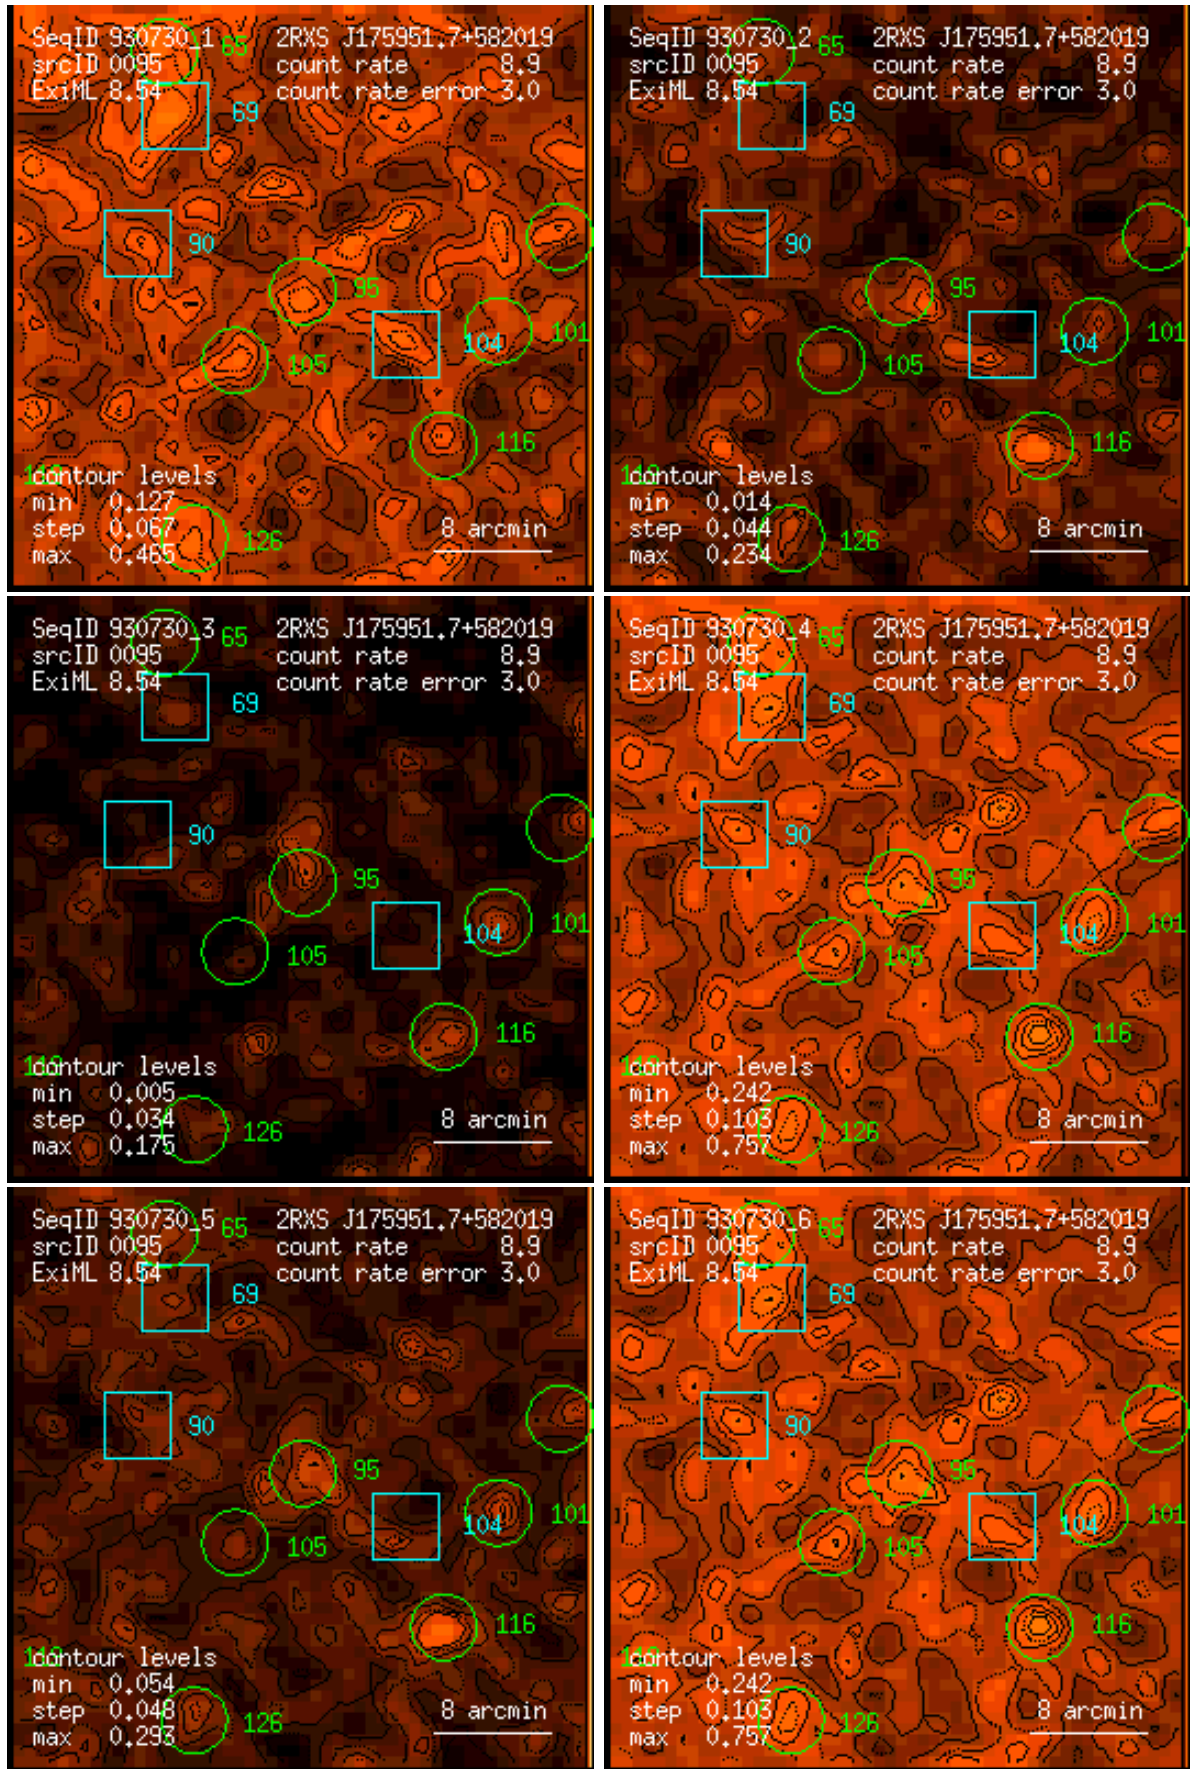 SeqID 930730_1 65 2RXS J175951.7+582019
srcID 0095 count rate 8.9
ExiML 8.54 count rate error 3.0
69
90
95
101
104
105
116
contour levels
min 0.127
step 0.067 8 arcmin
max 0.465 126
SeqID 930730_2 65 2RXS J175951.7+582019
srcID 0095 count rate 8.9
ExiML 8.54 count rate error 3.0
69
90
95
101
104
105
116
contour levels
min 0.014
step 0.044 8 arcmin
max 0.234 126
SeqID 930730_3 65 2RXS J175951.7+582019
srcID 0095 count rate 8.9
ExiML 8.54 count rate error 3.0
69
90
95
101
104
105
116
contour levels
min 0.005
step 0.034 8 arcmin
max 0.175 126
SeqID 930730_4 65 2RXS J175951.7+582019
srcID 0095 count rate 8.9
ExiML 8.54 count rate error 3.0
69
90
95
101
104
105
116
contour levels
min 0.242
step 0.103 8 arcmin
max 0.757 126
SeqID 930730_5 65 2RXS J175951.7+582019
srcID 0095 count rate 8.9
ExiML 8.54 count rate error 3.0
69
90
95
101
104
105
116
contour levels
min 0.054
step 0.048 8 arcmin
max 0.293 126
SeqID 930730_6 65 2RXS J175951.7+582019
srcID 0095 count rate 8.9
ExiML 8.54 count rate error 3.0
69
90
95
101
104
105
116
contour levels
min 0.242
step 0.103 8 arcmin
max 0.757 126